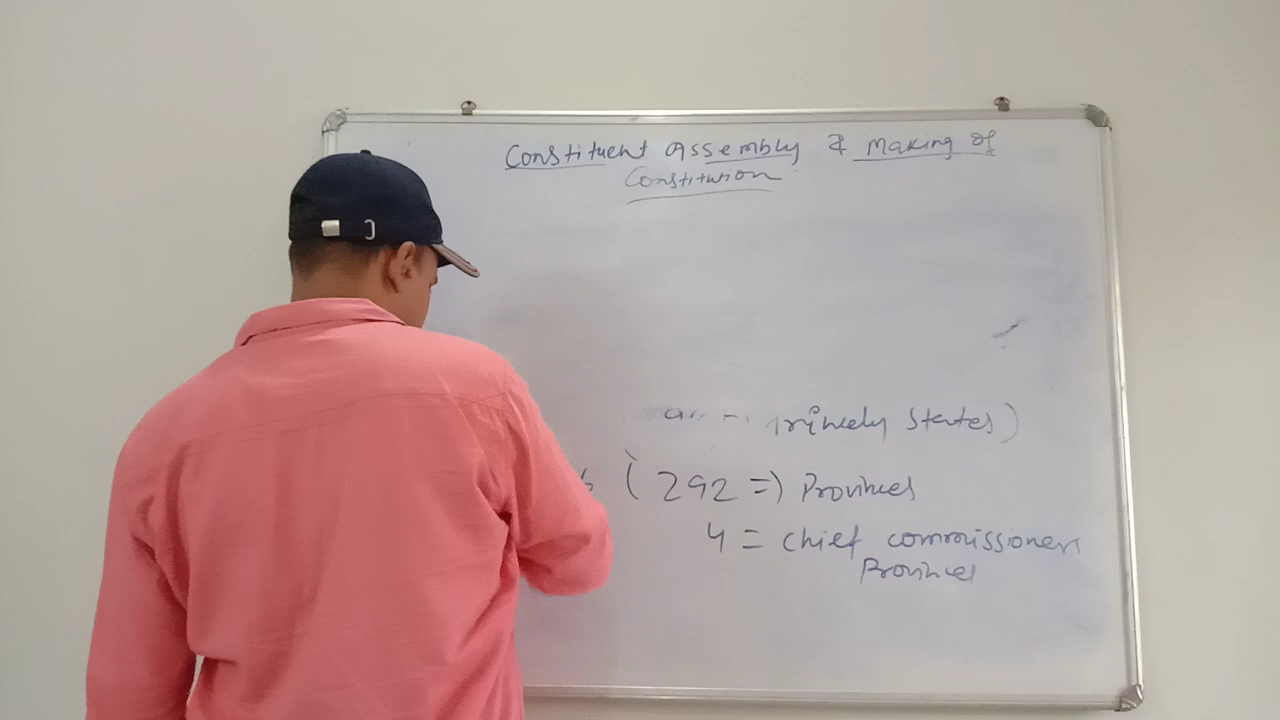 Constituent Assembly & Making of
Constitution
Princely States)
(292 => Provinces
4 = chief commissioners
Provinces